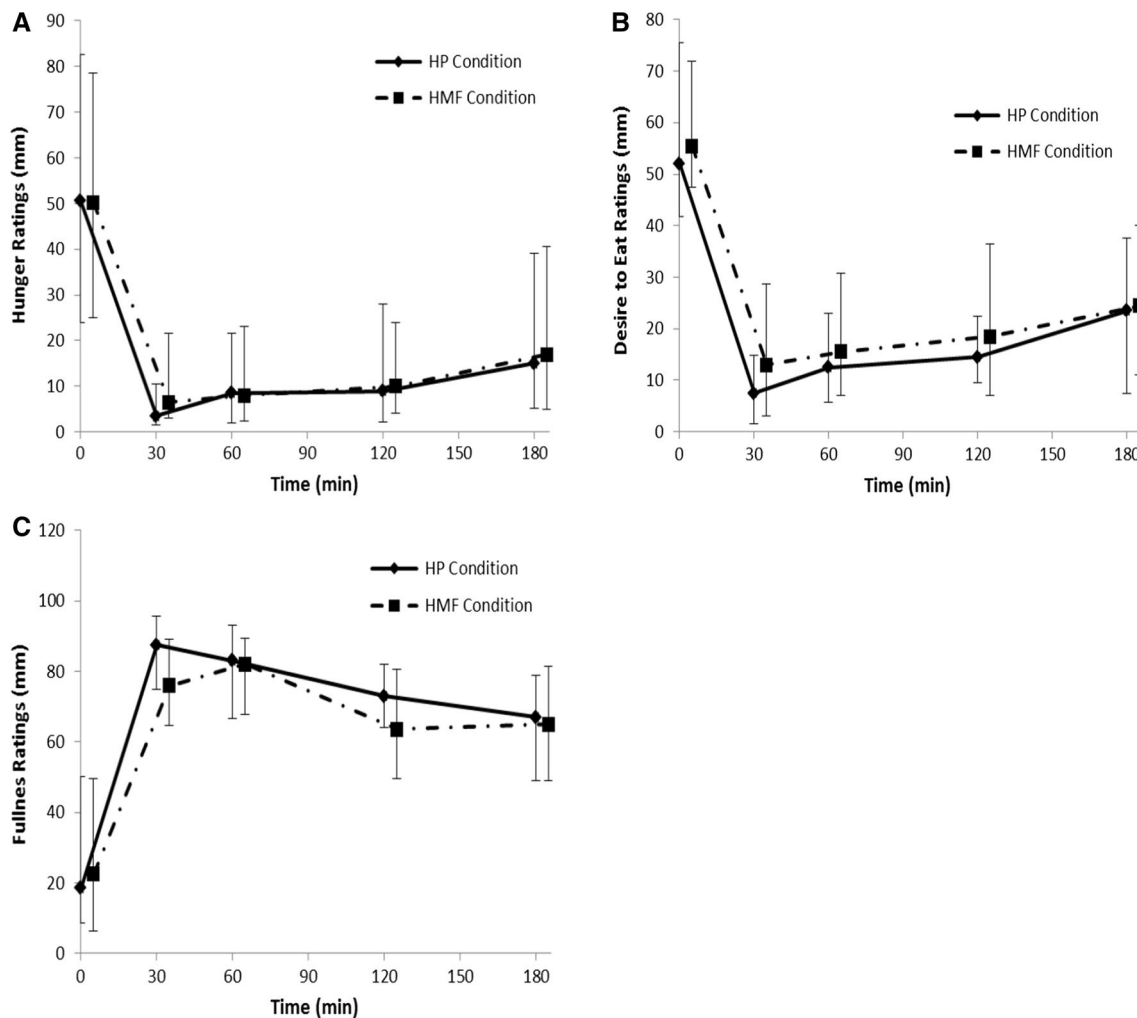 A
90
80
70
60
50
40
30
20
10
0
Hunger Ratings (mm)
HP Condition
HMF Condition
0 30 60 90 120 150 180
Time (min)
B
80
70
60
50
40
30
20
10
0
Desire to Eat Ratings (mm)
HP Condition
HMF Condition
0 30 60 90 120 150 180
Time (min)
C
120
100
80
60
40
20
0
Fullnes Ratings (mm)
HP Condition
HMF Condition
0 30 60 90 120 150 180
Time (min)